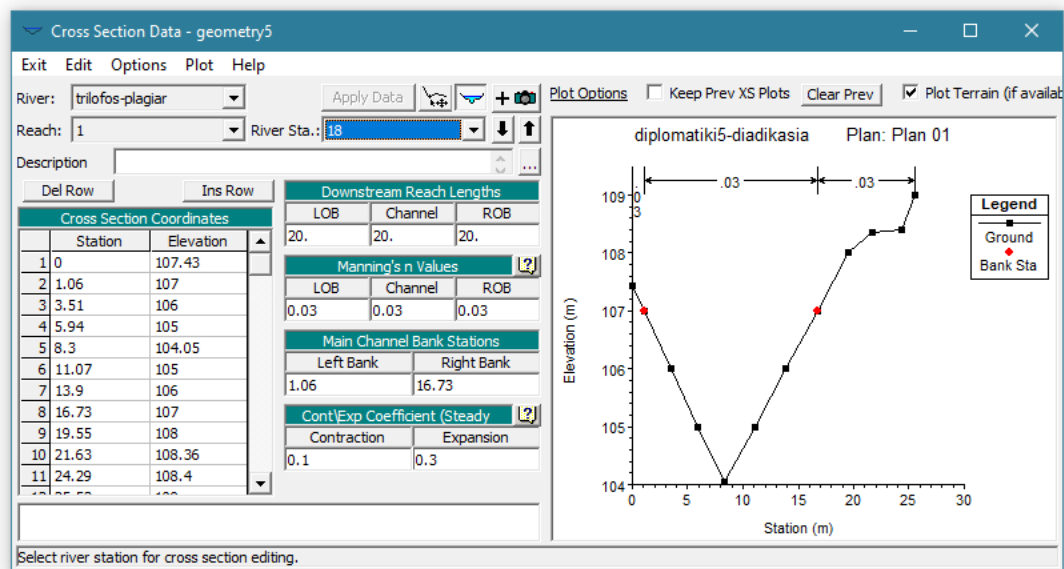 Cross Section Data - geometry5
Exit Edit Options Plot Help
River: trilofos-plagiar Apply Data
Reach: 1 River Sta.: 18
Description ...
Del Row Ins Row
Cross Section Coordinates
Station Elevation
1 0 107.43
2 1.06 107
3 3.51 106
4 5.94 105
5 8.3 104.05
6 11.07 105
7 13.9 106
8 16.73 107
9 19.55 108
10 21.63 108.36
11 24.29 108.4
Downstream Reach Lengths
LOB Channel ROB
20. 20. 20.
Manning's n Values
LOB Channel ROB
0.03 0.03 0.03
Main Channel Bank Stations
Left Bank Right Bank
1.06 16.73
Cont\Exp Coefficient (Steady
Contraction Expansion
0.1 0.3
Plot Options Keep Prev XS Plots Clear Prev Plot Terrain (if availab
diplomatiki5-diadikasia Plan: Plan 01
.03 .03 .03
109
108
107
106
105
104
Elevation (m)
0 5 10 15 20 25 30
Station (m)
Legend
Ground
Bank Sta
Select river station for cross section editing.